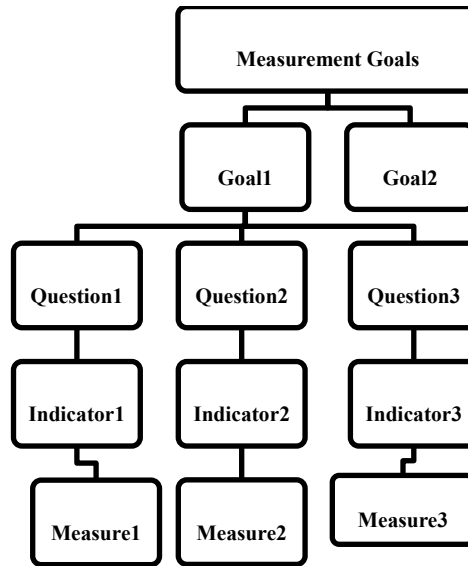 Measurement Goals
Goal1
Goal2
Question1
Question2
Question3
Indicator1
Indicator2
Indicator3
Measure1
Measure2
Measure3